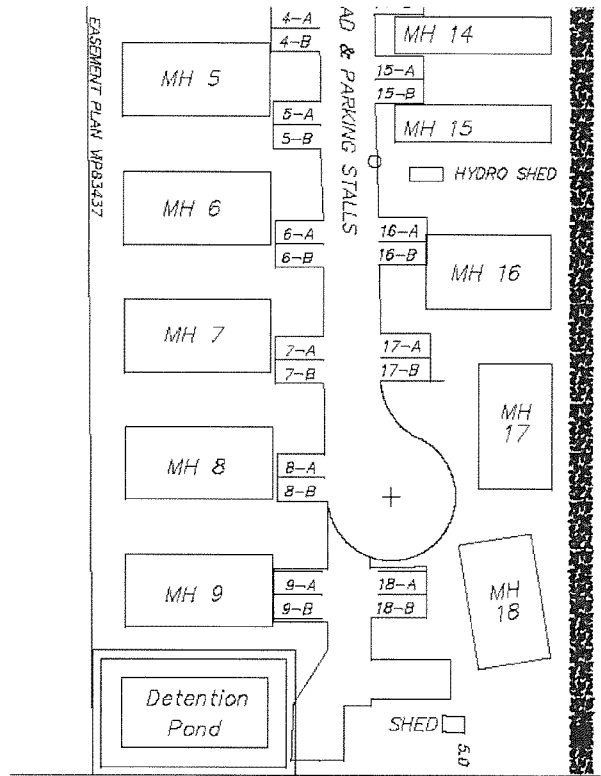 4-A
4-B
MH 5
5-A
5-B
MH 6
6-A
6-B
MH 7
7-A
7-B
MH 8
8-A
8-B
MH 9
9-A
9-B
Detention
Pond
EASEMENT PLAN VIP83437
& PARKING STALLS
MH 14
15-A
15-B
MH 15
HYDRO SHED
16-A
16-B
MH 16
17-A
17-B
MH
17
18-A
18-B
MH
18
SHED
5.0